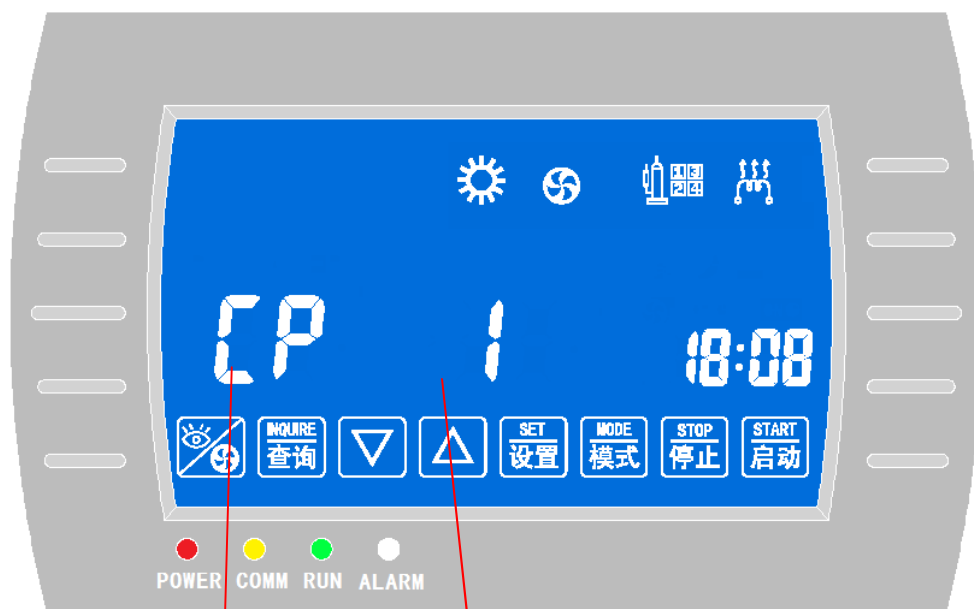 1 3
2 4
CP 1 18:08
INQUIRE SET MODE STOP START
查询 设置 模式 停止 启动
POWER COMM RUN ALARM